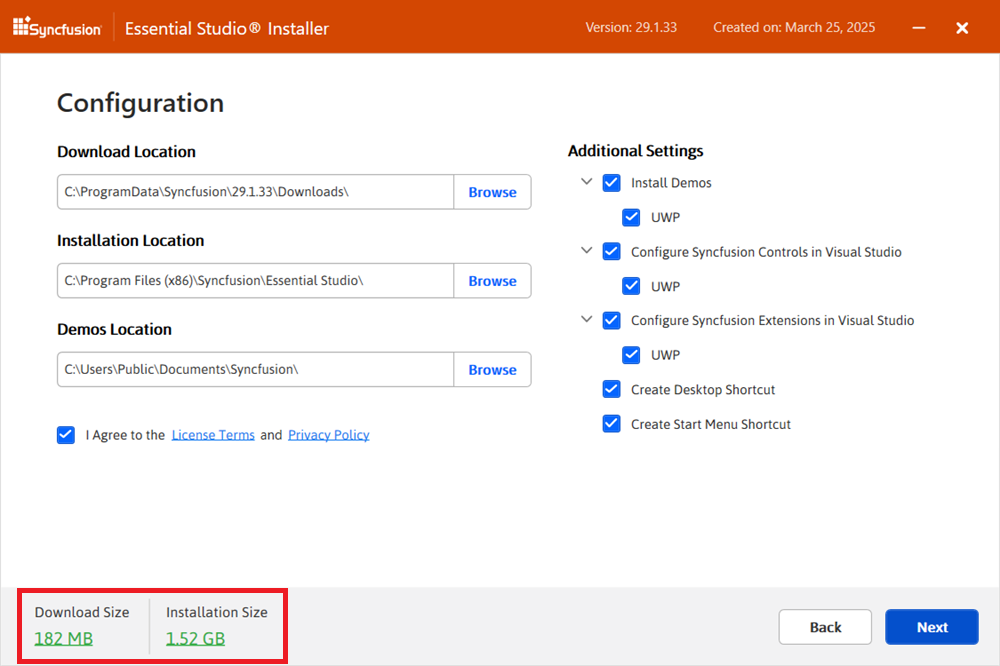 Syncfusion Essential Studio® Installer Version: 29.1.33 Created on: March 25, 2025
Configuration
Download Location
C:\ProgramData\Syncfusion\29.1.33\Downloads\ Browse
Installation Location
C:\Program Files (x86)\Syncfusion\Essential Studio\ Browse
Demos Location
C:\Users\Public\Documents\Syncfusion\ Browse
I Agree to the License Terms and Privacy Policy
Additional Settings
Install Demos
UWP
Configure Syncfusion Controls in Visual Studio
UWP
Configure Syncfusion Extensions in Visual Studio
UWP
Create Desktop Shortcut
Create Start Menu Shortcut
Download Size Installation Size
182 MB 1.52 GB
Back Next